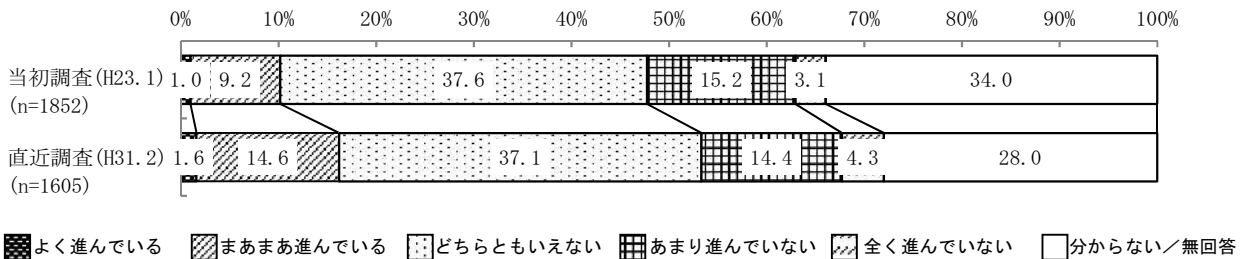 0% 10% 20% 30% 40% 50% 60% 70% 80% 90% 100%
当初調査(H23.1) 1.0 9.2 37.6 15.2 3.1 34.0
(n=1852)
直近調査(H31.2) 1.6 14.6 37.1 14.4 4.3 28.0
(n=1605)
よく進んでいる まあまあ進んでいる どちらともいえない あまり進んでいない 全く進んでいない 分からない／無回答